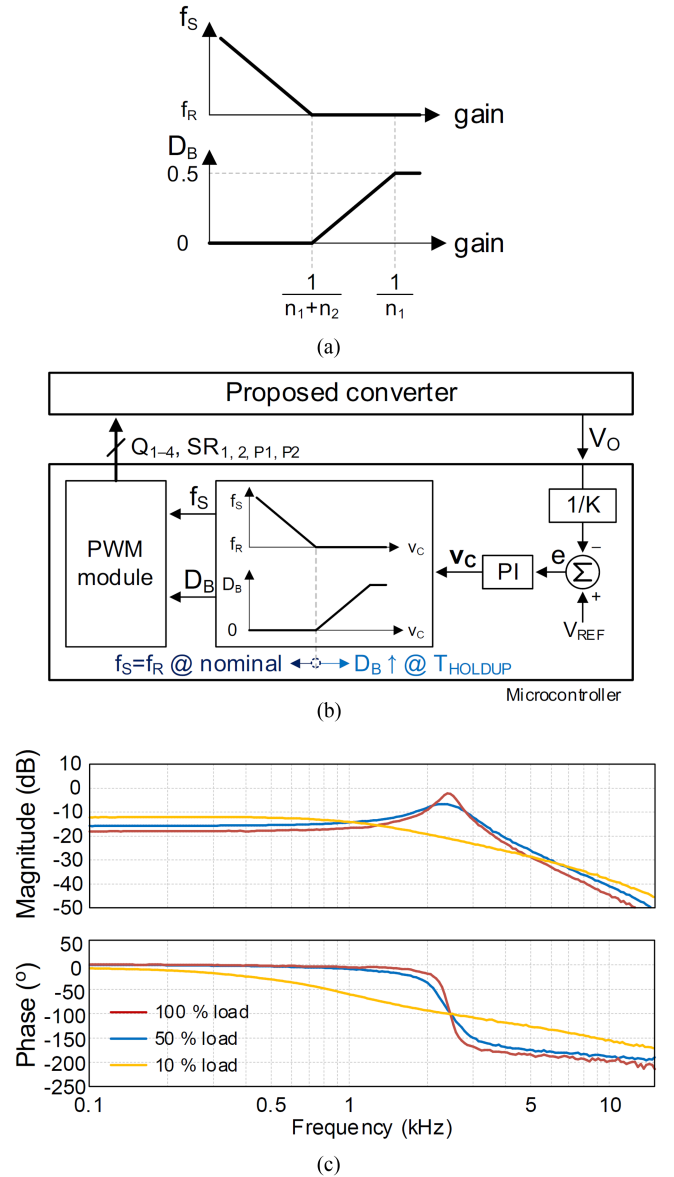 fS
fR
gain
DB
0.5
0
gain
1
n1+n2
1
n1
(a)
Proposed converter
Q1–4, SR1, 2, P1, P2
VO
PWM
module
fS
DB
fS
fR
vC
DB
0
vC
vC
PI
e
1/K
−
Σ
+
VREF
fS=fR @ nominal
DB ↑ @ THOLDUP
Microcontroller
(b)
Magnitude (dB)
10
0
-10
-20
-30
-40
-50
Phase (º)
50
0
-50
-100
-150
-200
-250
100 % load
50 % load
10 % load
0.1
0.5
1
5
10
Frequency (kHz)
(c)